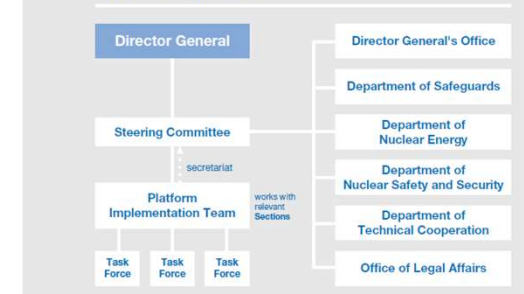 Director General
Steering Committee
secretariat
Platform
Implementation Team
works with
relevant
Sections
Task
Force
Task
Force
Task
Force
Director General's Office
Department of Safeguards
Department of
Nuclear Energy
Department of
Nuclear Safety and Security
Department of
Technical Cooperation
Office of Legal Affairs